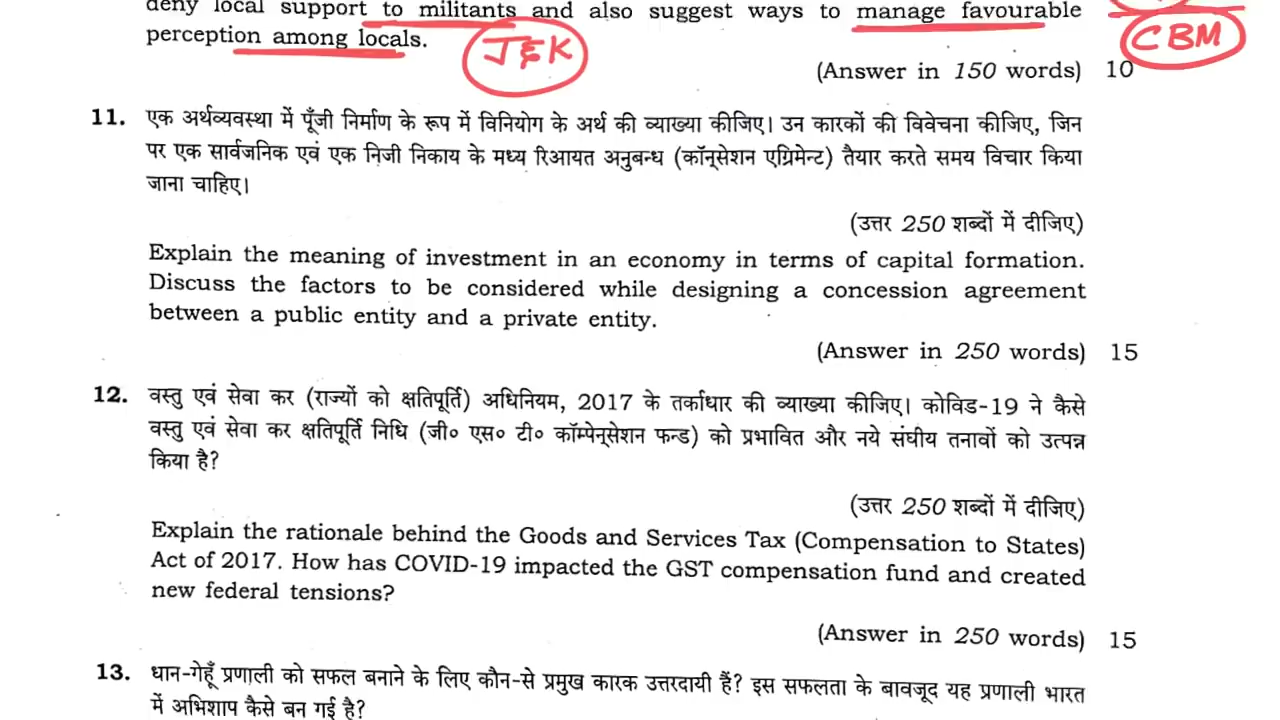 deny local support to militants and also suggest ways to manage favourable
perception among locals.
J&K
CBM
(Answer in 150 words) 10
11. एक अर्थव्यवस्था में पूँजी निर्माण के रूप में विनियोग के अर्थ की व्याख्या कीजिए। उन कारकों की विवेचना कीजिए, जिन
पर एक सार्वजनिक एवं एक निजी निकाय के मध्य रिआयत अनुबन्ध (कॉन्सेशन एग्रिमेन्ट) तैयार करते समय विचार किया
जाना चाहिए।
(उत्तर 250 शब्दों में दीजिए)
Explain the meaning of investment in an economy in terms of capital formation.
Discuss the factors to be considered while designing a concession agreement
between a public entity and a private entity.
(Answer in 250 words) 15
12. वस्तु एवं सेवा कर (राज्यों को क्षतिपूर्ति) अधिनियम, 2017 के तर्काधार की व्याख्या कीजिए। कोविड-19 ने कैसे
वस्तु एवं सेवा कर क्षतिपूर्ति निधि (जी॰ एस॰ टी॰ कॉम्पेन्सेशन फन्ड) को प्रभावित और नये संघीय तनावों को उत्पन्न
किया है?
(उत्तर 250 शब्दों में दीजिए)
Explain the rationale behind the Goods and Services Tax (Compensation to States)
Act of 2017. How has COVID-19 impacted the GST compensation fund and created
new federal tensions?
(Answer in 250 words) 15
13. धान-गेहूँ प्रणाली को सफल बनाने के लिए कौन-से प्रमुख कारक उत्तरदायी हैं? इस सफलता के बावजूद यह प्रणाली भारत
में अभिशाप कैसे बन गई है?